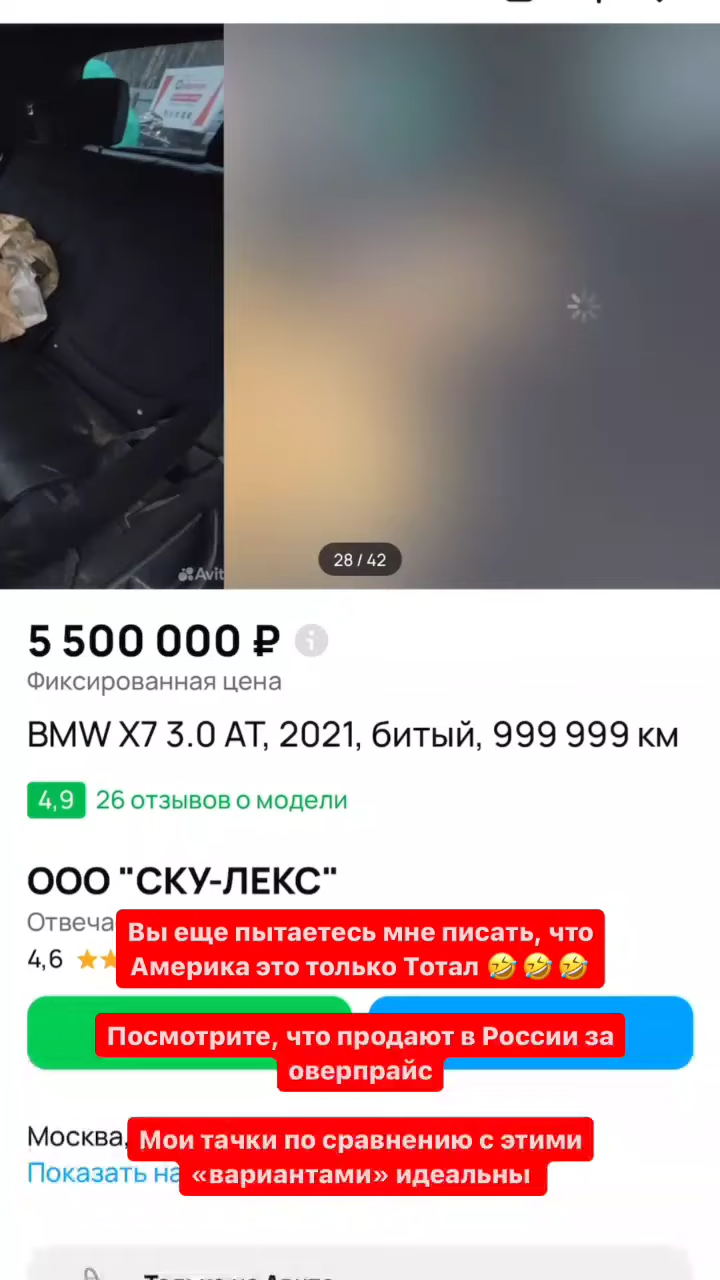 Avit
28 / 42
5 500 000 ₽
Фиксированная цена
BMW X7 3.0 AT, 2021, битый, 999 999 км
4,9 26 отзывов о модели
ООО "СКУ-ЛЕКС"
Отвеча
4,6
Вы еще пытаетесь мне писать, что
Америка это только Тотал 🤣🤣🤣
Посмотрите, что продают в России за
оверпрайс
Москва,
Мои тачки по сравнению с этими
Показать на
«вариантами» идеальны